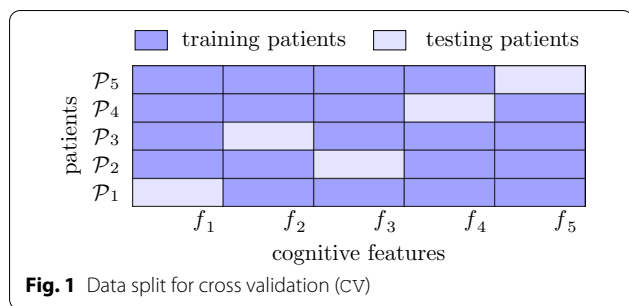 training patients testing patients
patients
𝒫5
𝒫4
𝒫3
𝒫2
𝒫1
f1 f2 f3 f4 f5
cognitive features
Fig. 1 Data split for cross validation (CV)